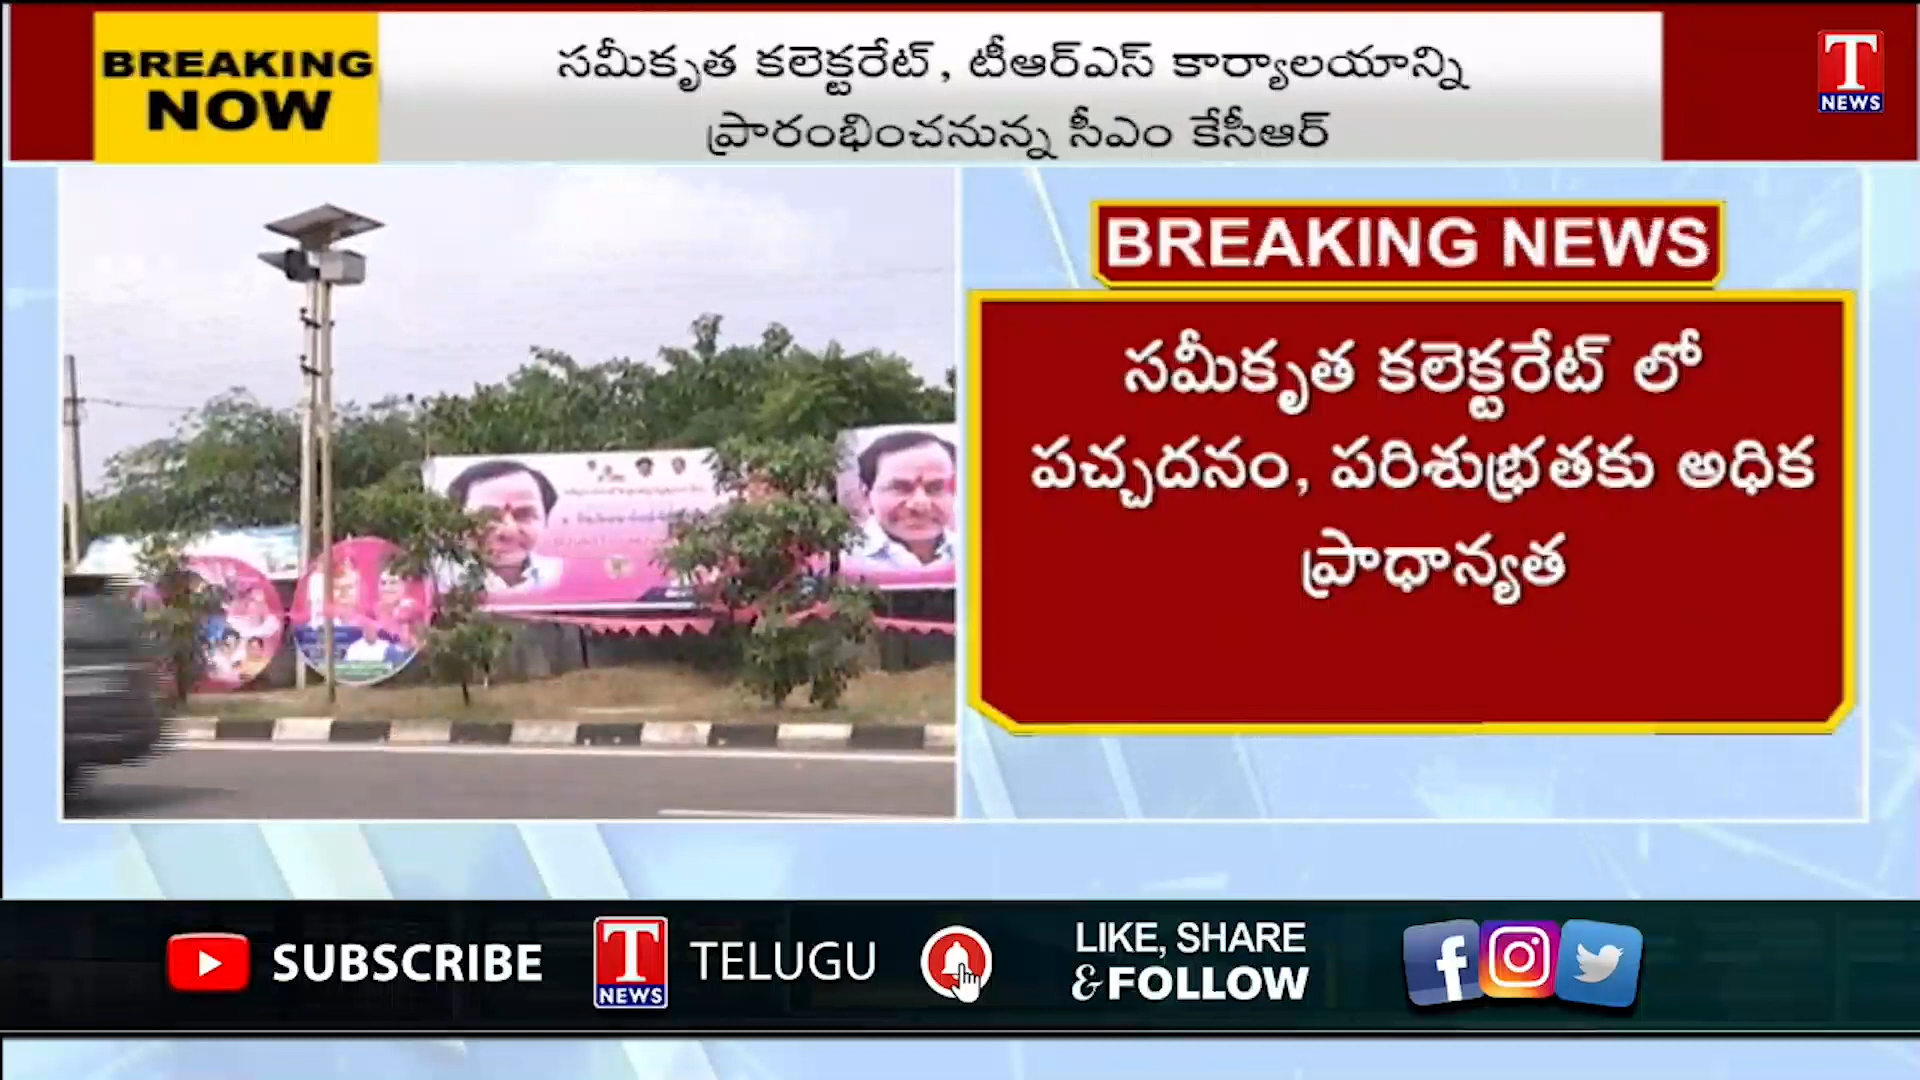 BREAKING
NOW
సమీకృత కలెక్టరేట్, టీఆర్ఎస్ కార్యాలయాన్ని
ప్రారంభించనున్న సీఎం కేసీఆర్
T
NEWS
BREAKING NEWS
సమీకృత కలెక్టరేట్ లో
పచ్చదనం, పరిశుభ్రతకు అధిక
ప్రాధాన్యత
SUBSCRIBE
T
NEWS
TELUGU
LIKE, SHARE
& FOLLOW